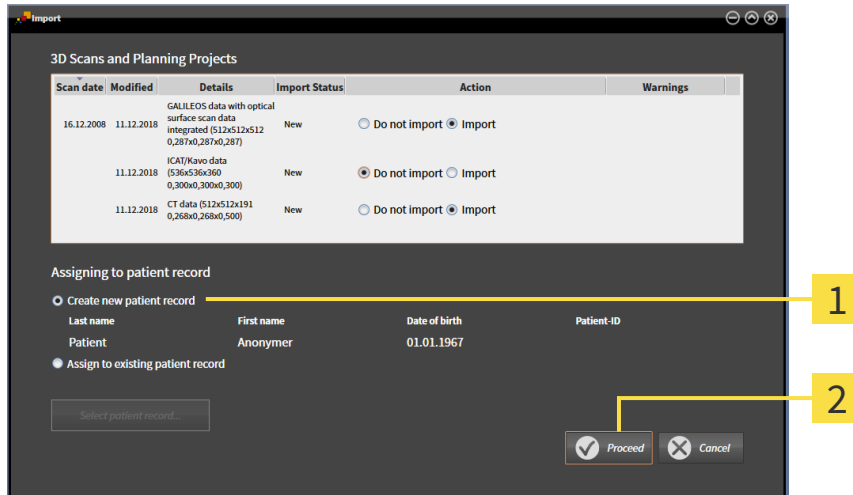 Import
3D Scans and Planning Projects
Scan date Modified Details Import Status Action Warnings
16.12.2008 11.12.2018 GALILEOS data with optical
surface scan data
integrated (512x512x512
0,287x0,287x0,287) New Do not import Import
11.12.2018 ICAT/Kavo data
(536x536x360
0,300x0,300x0,300) New Do not import Import
11.12.2018 CT data (512x512x191
0,268x0,268x0,500) New Do not import Import
Assigning to patient record
Create new patient record
1
Last name First name Date of birth Patient-ID
Patient Anonymer 01.01.1967
Assign to existing patient record
2
Select patient record...
Proceed Cancel